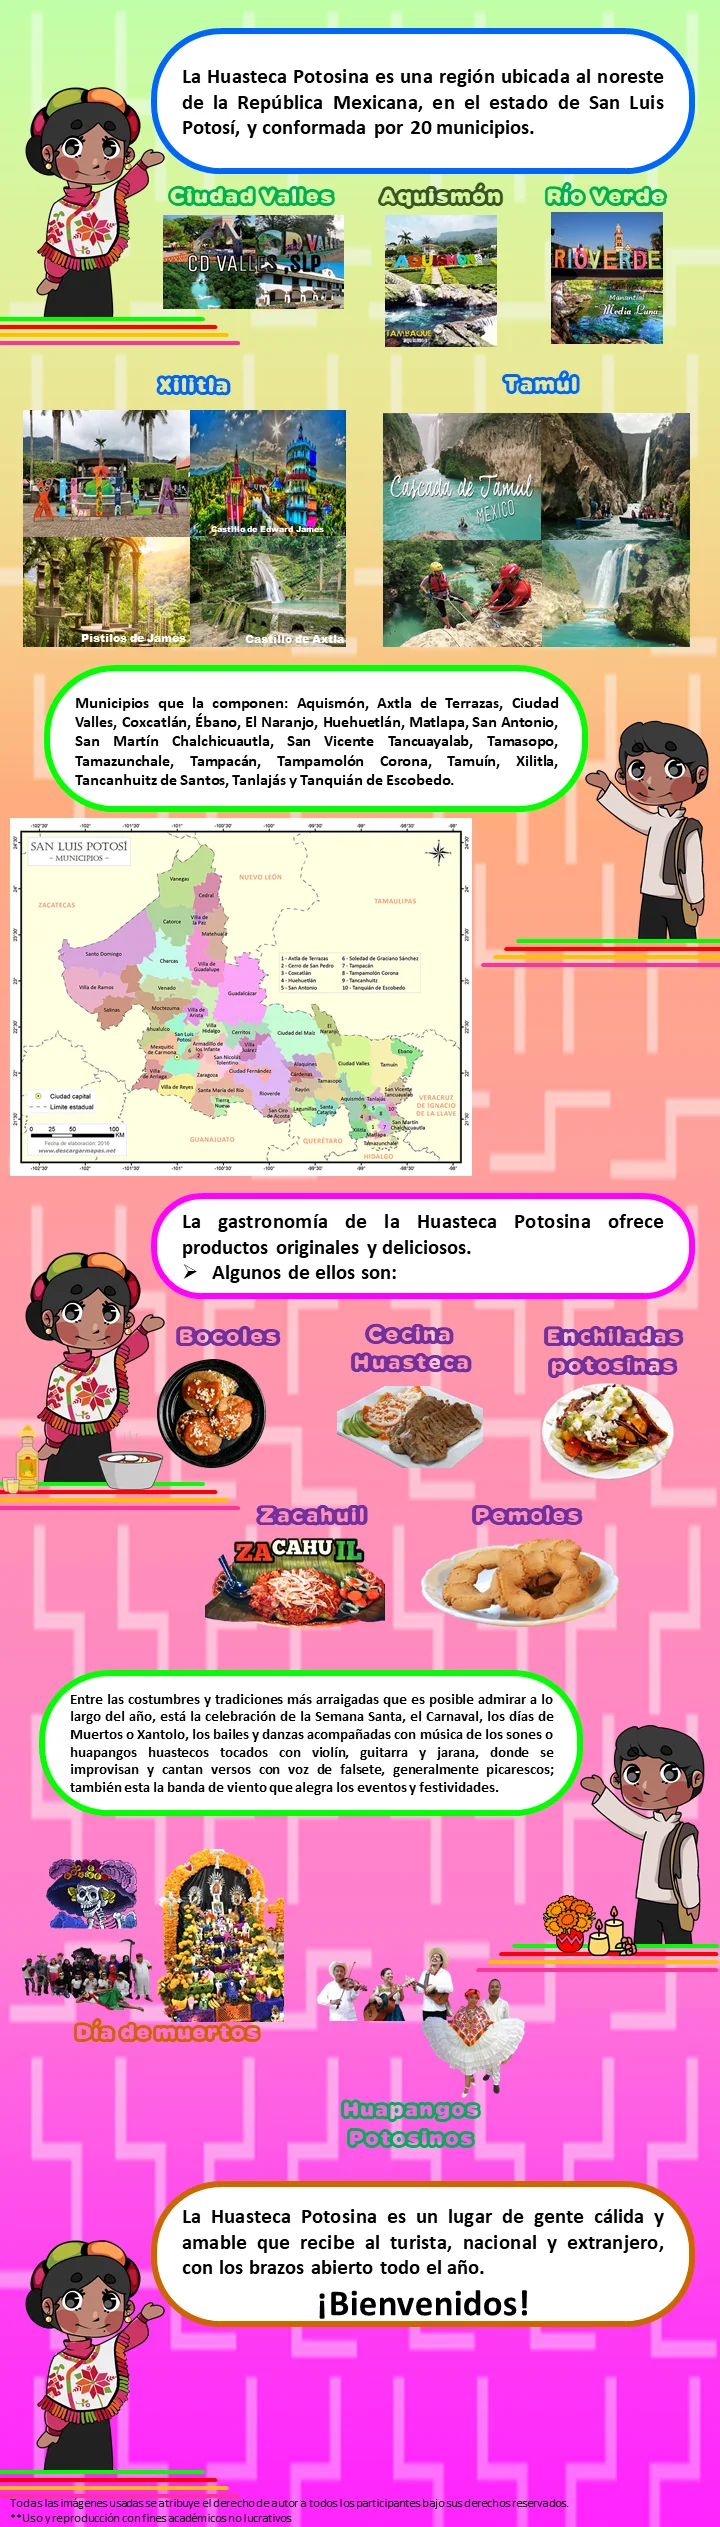 La Huasteca Potosina es una región ubicada al noreste
de la República Mexicana, en el estado de San Luis
Potosí, y conformada por 20 municipios.
Ciudad Valles
Aquismón
Río Verde
CD VALLES ,SLP
AQUISMON
TAMBAQUE
aquismon
RIOVERDE
Manantial
"Media Luna"
Xilitla
Tamúl
XILITLA
Castillo de Edward James
Pistilos de James
Castillo de Axtla
Cascada de Tamul
MEXICO
Municipios que la componen: Aquismón, Axtla de Terrazas, Ciudad
Valles, Coxcatlán, Ébano, El Naranjo, Huehuetlán, Matlapa, San Antonio,
San Martín Chalchicuautla, San Vicente Tancuayalab, Tamasopo,
Tamazunchale, Tampacán, Tampamolón Corona, Tamuín, Xilitla,
Tancanhuitz de Santos, Tanlajás y Tanquián de Escobedo.
SAN LUIS POTOSÍ
- MUNICIPIOS -
NUEVO LEÓN
ZACATECAS
TAMAULIPAS
Vanegas
Cedral
Catorce
Villa de
la Paz
Matehuala
Santo Domingo
Charcas
Villa de
Guadalupe
Villa de Ramos
Venado
Guadalcázar
Salinas
Moctezuma
Villa de
Arista
1 - Axtla de Terrazas
2 - Cerro de San Pedro
3 - Coxcatlán
4 - Huehuetlán
5 - San Antonio
6 - Soledad de Graciano Sánchez
7 - Tampacán
8 - Tampamolón Corona
9 - Tancanhuitz
10 - Tanquián de Escobedo
Ahualulco
San Luis
Potosí
Villa
Hidalgo
Cerritos
Ciudad del Maíz
El
Naranjo
Mexquitic
de Carmona
Armadillo de
los Infante
Villa
Juárez
San Nicolás
Tolentino
Alaquines
Ciudad Valles
Ebano
Tamuín
Villa
de Arriaga
Zaragoza
Ciudad Fernández
Cárdenas
Tamasopo
Villa de Reyes
Santa María del Río
Rioverde
Rayón
Aquismón
Tanlajás
San Vicente
Tancuayalab
Tierra
Nueva
San Ciro
de Acosta
Lagunillas
Santa
Catarina
San Martín
Chalchicuautla
Xilitla
Matlapa
Tamazunchale
VERACRUZ
DE IGNACIO
DE LA LLAVE
GUANAJUATO
QUERÉTARO
HIDALGO
Ciudad capital
Límite estadual
0 25 50 100
KM
Fecha de elaboración: 2016
www.descargarmapas.net
La gastronomía de la Huasteca Potosina ofrece
productos originales y deliciosos.
➢ Algunos de ellos son:
Bocoles
Cecina
Huasteca
Enchiladas
potosinas
Zacahuil
Pemoles
ZACAHUIL
Entre las costumbres y tradiciones más arraigadas que es posible admirar a lo
largo del año, está la celebración de la Semana Santa, el Carnaval, los días de
Muertos o Xantolo, los bailes y danzas acompañadas con música de los sones o
huapangos huastecos tocados con violín, guitarra y jarana, donde se
improvisan y cantan versos con voz de falsete, generalmente picarescos;
también esta la banda de viento que alegra los eventos y festividades.
Día de muertos
Huapangos
Potosinos
La Huasteca Potosina es un lugar de gente cálida y
amable que recibe al turista, nacional y extranjero,
con los brazos abierto todo el año.
¡Bienvenidos!
Todas las imágenes usadas se atribuye el derecho de autor a todos los participantes bajo sus derechos reservados.
**Uso y reproducción con fines académicos no lucrativos